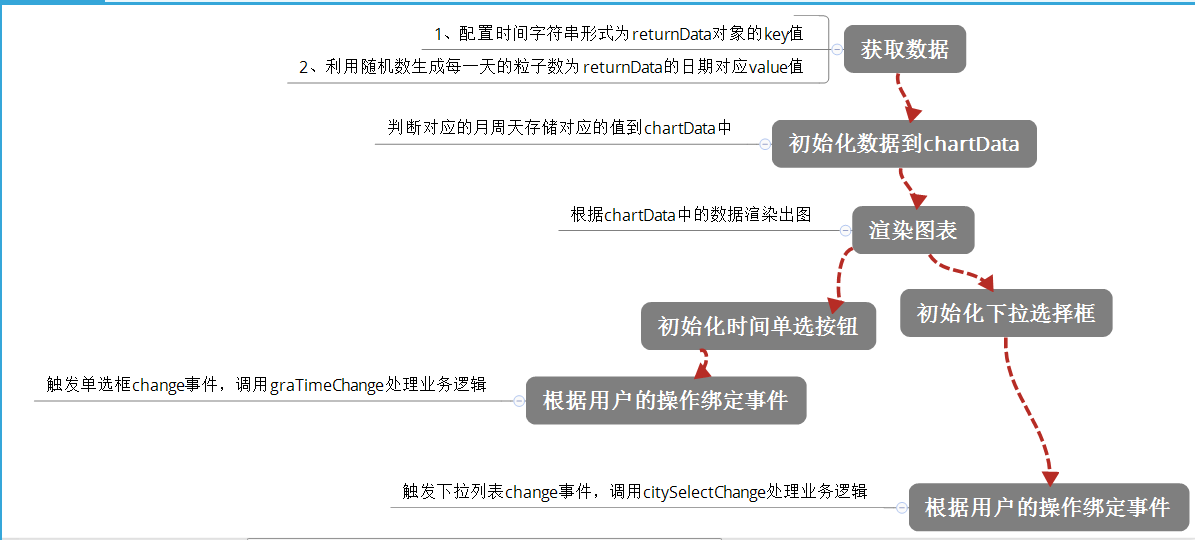 1、配置时间字符串形式为returnData对象的key值
获取数据
2、利用随机数生成每一天的粒子数为returnData的日期对应value值
判断对应的月周天存储对应的值到chartData中
初始化数据到chartData
根据chartData中的数据渲染出图
渲染图表
初始化下拉选择框
初始化时间单选按钮
触发单选框change事件，调用graTimeChange处理业务逻辑
根据用户的操作绑定事件
触发下拉列表change事件，调用citySelectChange处理业务逻辑
根据用户的操作绑定事件